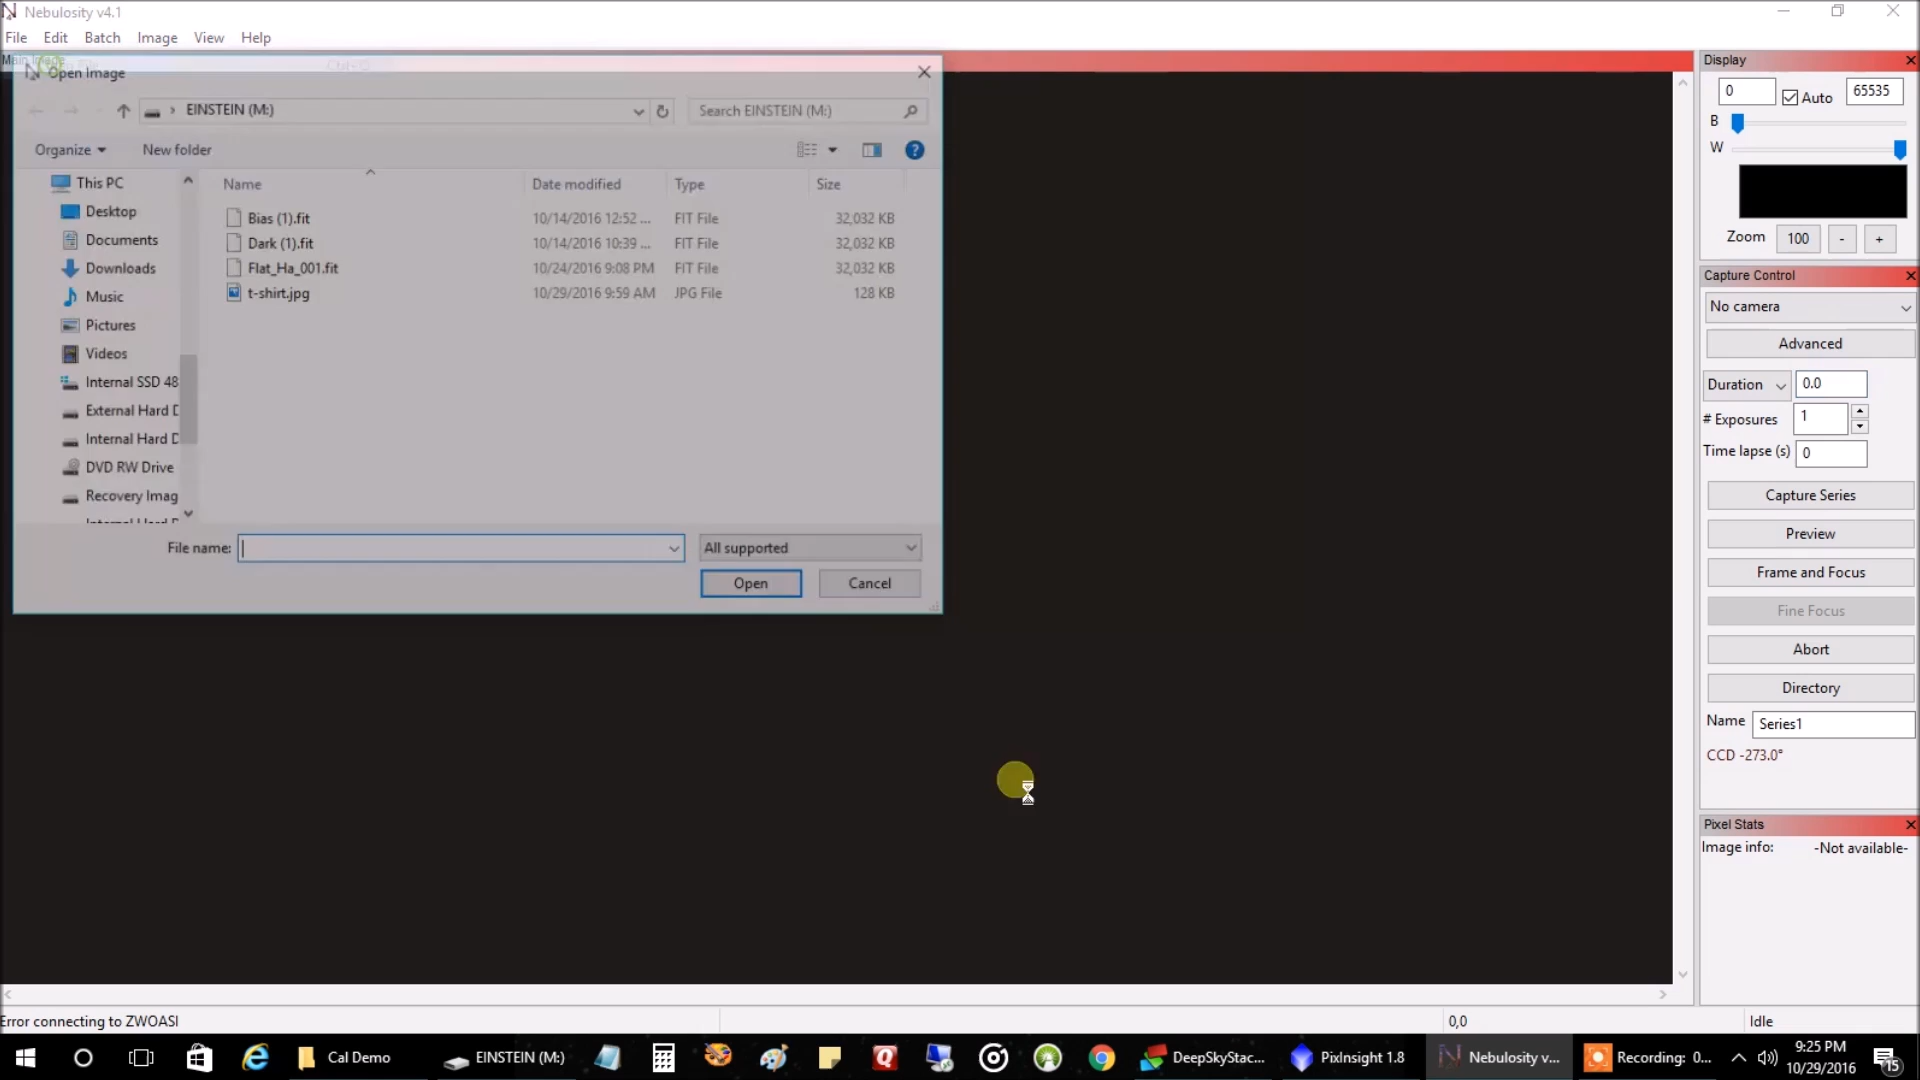 Nebulosity v4.1
File Edit Batch Image View Help
Open Image
EINSTEIN (M:)
Search EINSTEIN (M:)
Organize
New folder
Name
Date modified
Type
Size
This PC
Desktop
Documents
Downloads
Music
Pictures
Videos
Internal SSD 48
External Hard D
Internal Hard D
DVD RW Drive
Recovery Imag
Bias (1).fit 10/14/2016 12:52 ... FIT File 32,032 KB
Dark (1).fit 10/14/2016 10:39 ... FIT File 32,032 KB
Flat_Ha_001.fit 10/24/2016 9:08 PM FIT File 32,032 KB
t-shirt.jpg 10/29/2016 9:59 AM JPG File 128 KB
File name:
All supported
Open
Cancel
Display
0
Auto
65535
B
W
Zoom 100 - +
Capture Control
No camera
Advanced
Duration 0.0
# Exposures 1
Time lapse (s) 0
Capture Series
Preview
Frame and Focus
Fine Focus
Abort
Directory
Name Series1
CCD -273.0°
Pixel Stats
Image info: -Not available-
Error connecting to ZWOASI
0,0
Idle
Cal Demo
EINSTEIN (M:)
DeepSkyStac...
PixInsight 1.8
Nebulosity v...
Recording: 0...
9:25 PM
10/29/2016
15